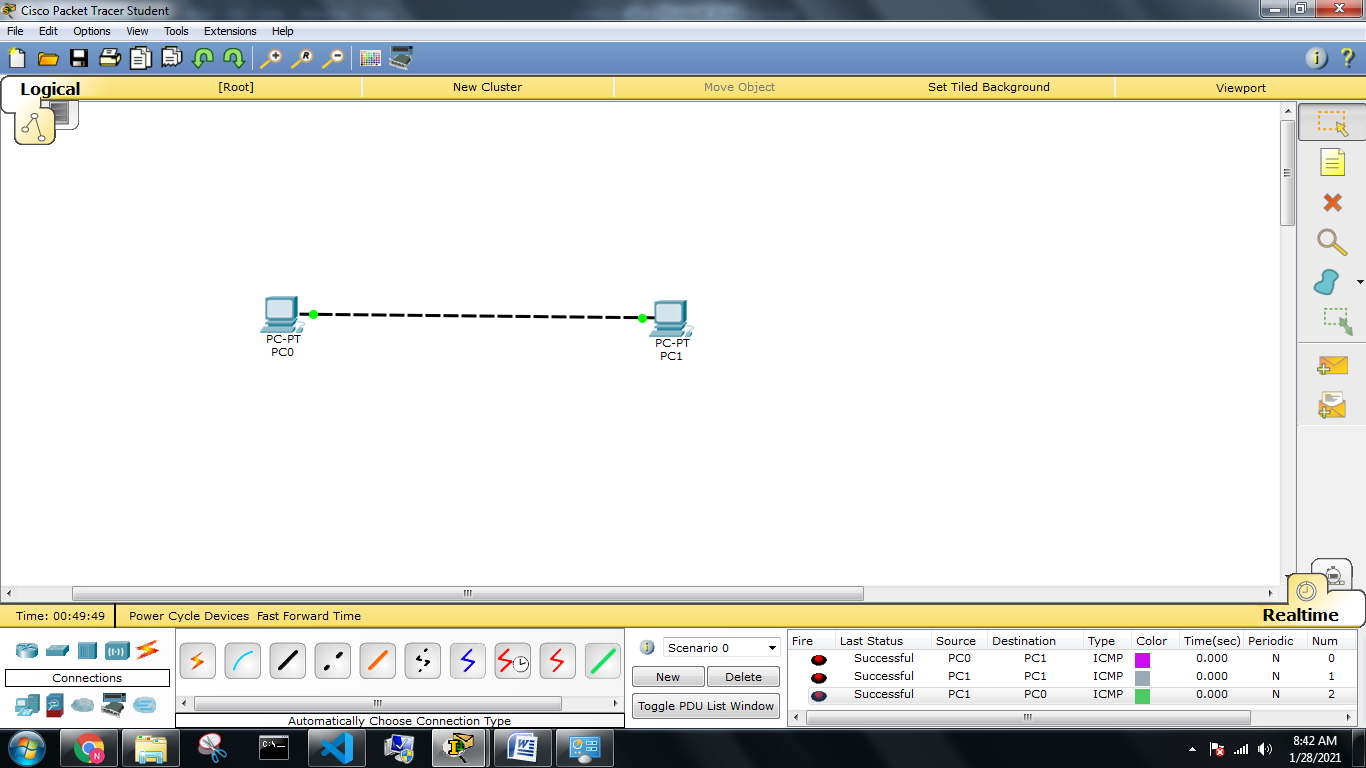 Cisco Packet Tracer Student
File Edit Options View Tools Extensions Help
Logical [Root] New Cluster Move Object Set Tiled Background Viewport
PC-PT
PC0
PC-PT
PC1
Time: 00:49:49 Power Cycle Devices Fast Forward Time Realtime
Connections
Automatically Choose Connection Type
Scenario 0
New Delete
Toggle PDU List Window
Fire Last Status Source Destination Type Color Time(sec) Periodic Num
Successful PC0 PC1 ICMP 0.000 N 0
Successful PC1 PC1 ICMP 0.000 N 1
Successful PC1 PC0 ICMP 0.000 N 2
8:42 AM
1/28/2021